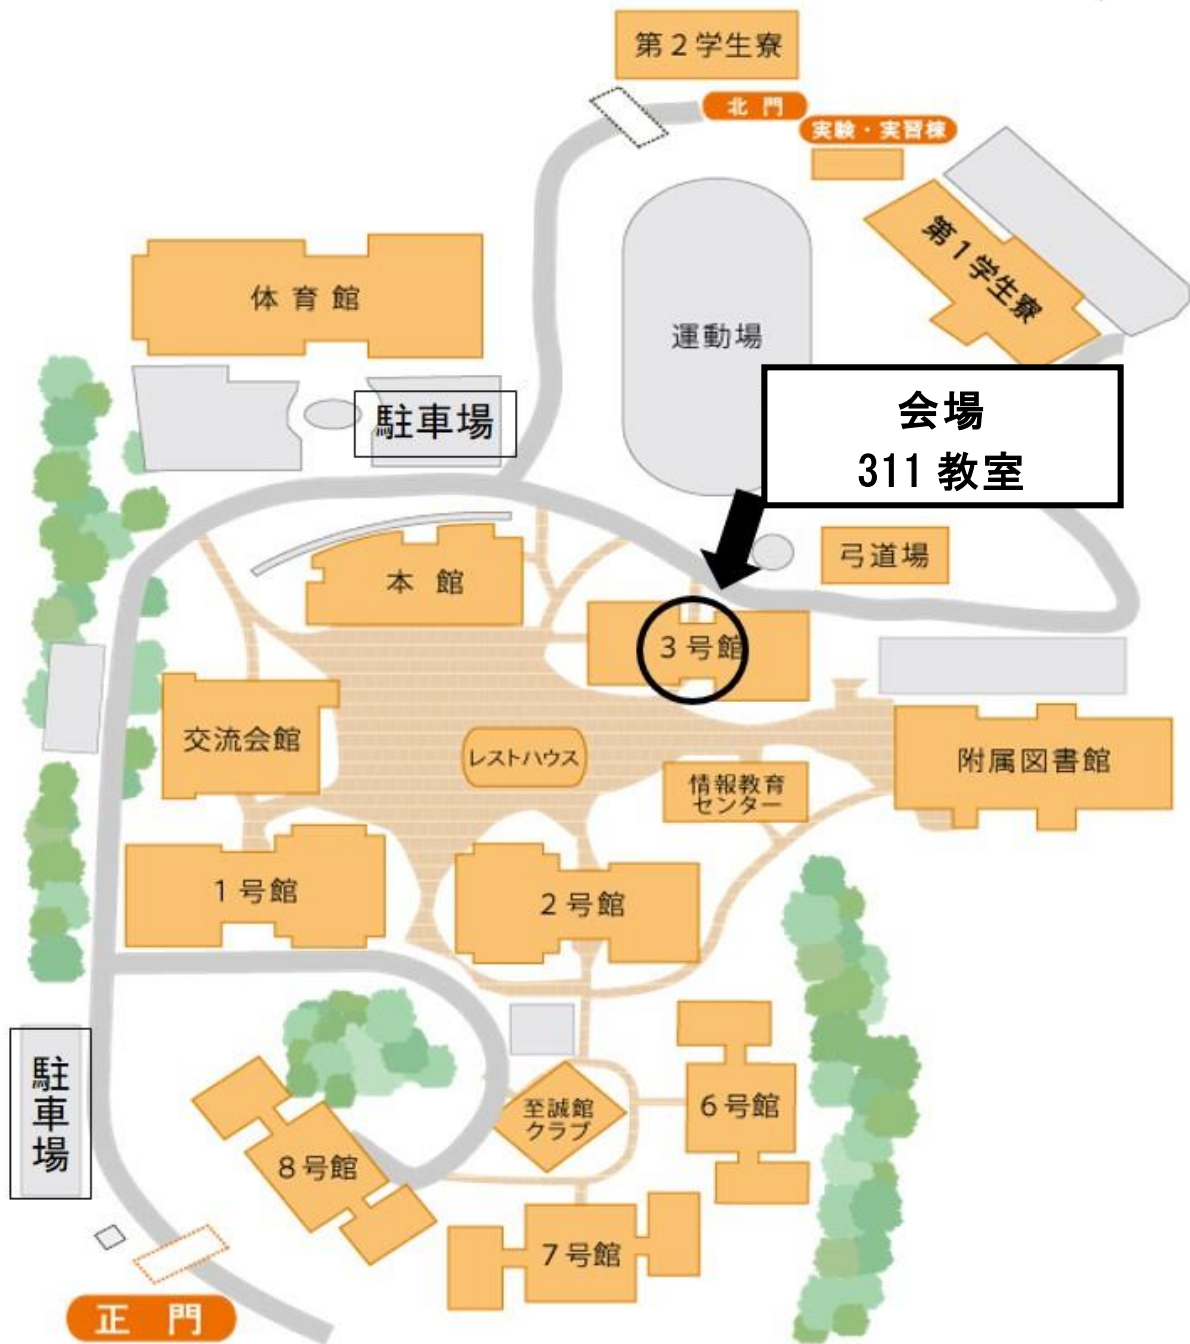 第２学生寮
北 門
実験・実習棟
第１学生寮
体 育 館
運動場
駐車場
会場
311 教室
弓道場
本 館
３号館
交流会館
レストハウス
附属図書館
情報教育
センター
１号館
２号館
駐車場
至誠館
クラブ
６号館
８号館
７号館
正 門